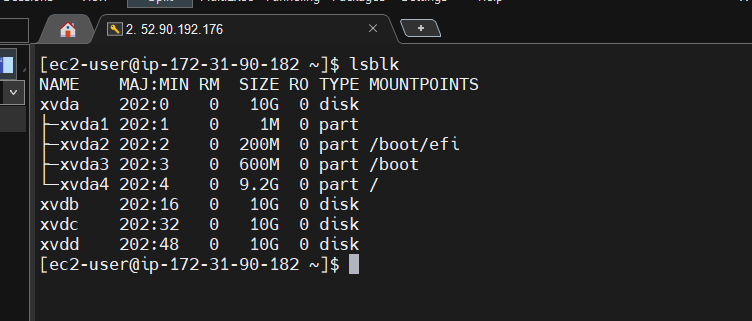 2. 52.90.192.176
[ec2-user@ip-172-31-90-182 ~]$ lsblk
NAME    MAJ:MIN RM  SIZE RO TYPE MOUNTPOINTS
xvda    202:0    0   10G  0 disk
├─xvda1 202:1    0    1M  0 part
├─xvda2 202:2    0  200M  0 part /boot/efi
├─xvda3 202:3    0  600M  0 part /boot
└─xvda4 202:4    0  9.2G  0 part /
xvdb    202:16   0   10G  0 disk
xvdc    202:32   0   10G  0 disk
xvdd    202:48   0   10G  0 disk
[ec2-user@ip-172-31-90-182 ~]$